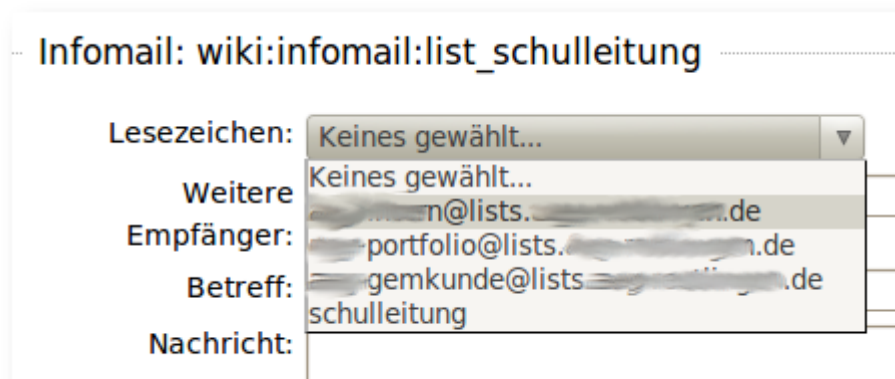 Infomail: wiki:infomail:list_schulleitung
Lesezeichen: Keines gewählt...
Keines gewählt...
Weitere Empfänger:
n@lists. .de
-portfolio@lists. .de
-gemkunde@lists. .de
Betreff:
schulleitung
Nachricht: